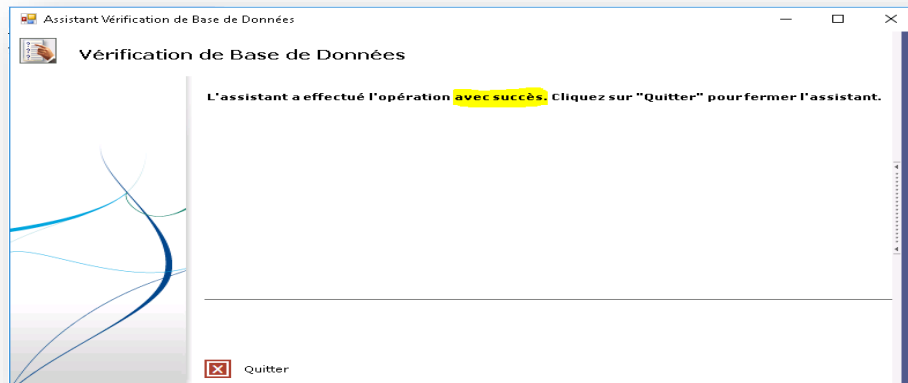 Assistant Vérification de Base de Données
Vérification de Base de Données
L'assistant a effectué l'opération avec succès. Cliquez sur "Quitter" pour fermer l'assistant.
Quitter